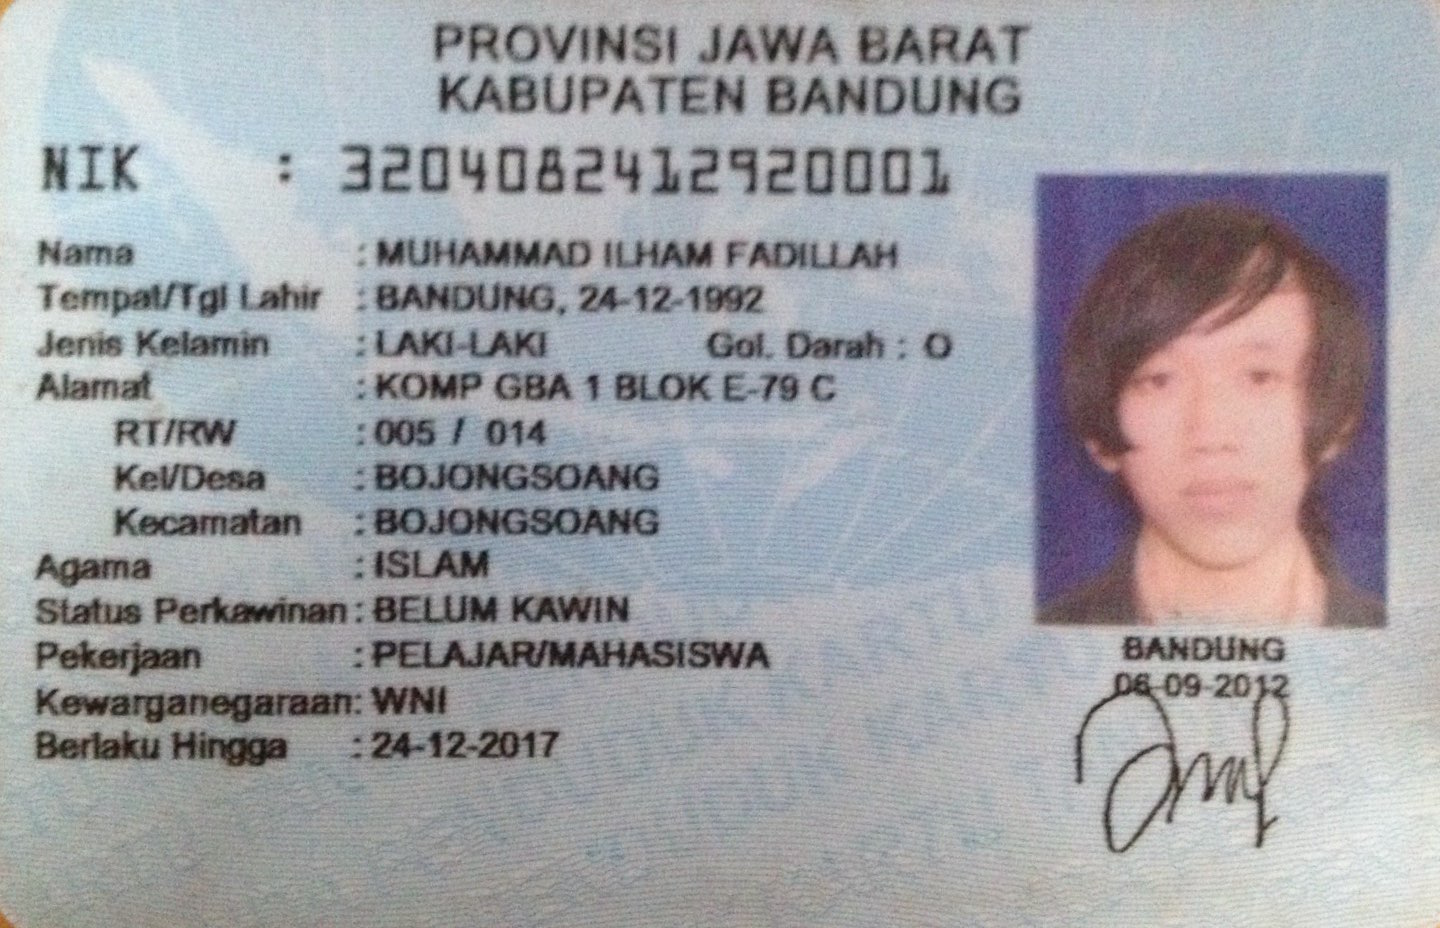 PROVINSI JAWA BARAT
KABUPATEN BANDUNG
NIK : 3204082412920001
Nama : MUHAMMAD ILHAM FADILLAH
Tempat/Tgl Lahir : BANDUNG, 24-12-1992
Jenis Kelamin : LAKI-LAKI Gol. Darah : O
Alamat : KOMP GBA 1 BLOK E-79 C
RT/RW : 005 / 014
Kel/Desa : BOJONGSOANG
Kecamatan : BOJONGSOANG
Agama : ISLAM
Status Perkawinan : BELUM KAWIN
Pekerjaan : PELAJAR/MAHASISWA
Kewarganegaraan : WNI
Berlaku Hingga : 24-12-2017
BANDUNG
06-09-2012